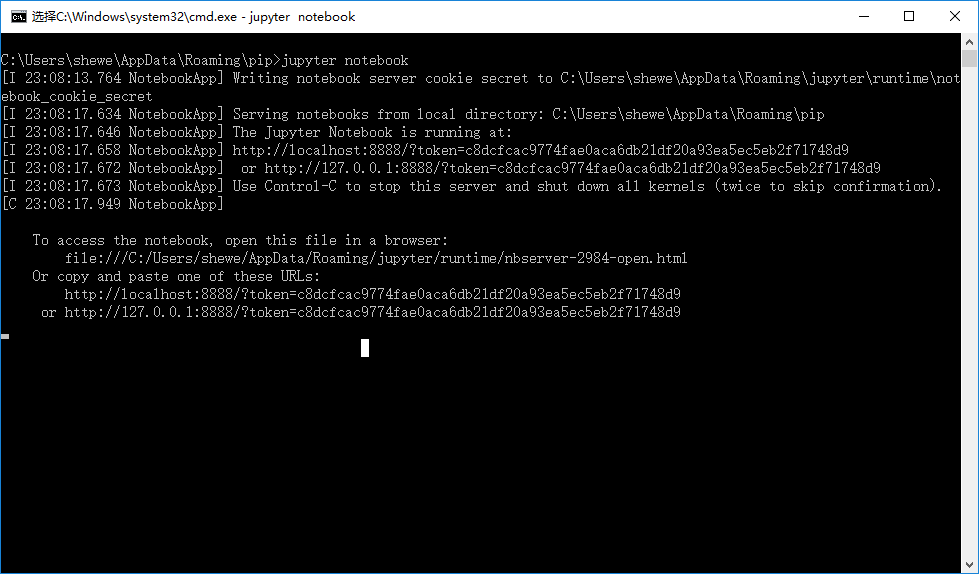 选择C:\Windows\system32\cmd.exe - jupyter  notebook
C:\Users\shewe\AppData\Roaming\pip>jupyter notebook
[I 23:08:13.764 NotebookApp] Writing notebook server cookie secret to C:\Users\shewe\AppData\Roaming\jupyter\runtime\not
ebook_cookie_secret
[I 23:08:17.634 NotebookApp] Serving notebooks from local directory: C:\Users\shewe\AppData\Roaming\pip
[I 23:08:17.646 NotebookApp] The Jupyter Notebook is running at:
[I 23:08:17.658 NotebookApp] http://localhost:8888/?token=c8dcfcac9774fae0aca6db21df20a93ea5ec5eb2f71748d9
[I 23:08:17.672 NotebookApp]  or http://127.0.0.1:8888/?token=c8dcfcac9774fae0aca6db21df20a93ea5ec5eb2f71748d9
[I 23:08:17.673 NotebookApp] Use Control-C to stop this server and shut down all kernels (twice to skip confirmation).
[C 23:08:17.949 NotebookApp]
To access the notebook, open this file in a browser:
file:///C:/Users/shewe/AppData/Roaming/jupyter/runtime/nbserver-2984-open.html
Or copy and paste one of these URLs:
http://localhost:8888/?token=c8dcfcac9774fae0aca6db21df20a93ea5ec5eb2f71748d9
or http://127.0.0.1:8888/?token=c8dcfcac9774fae0aca6db21df20a93ea5ec5eb2f71748d9